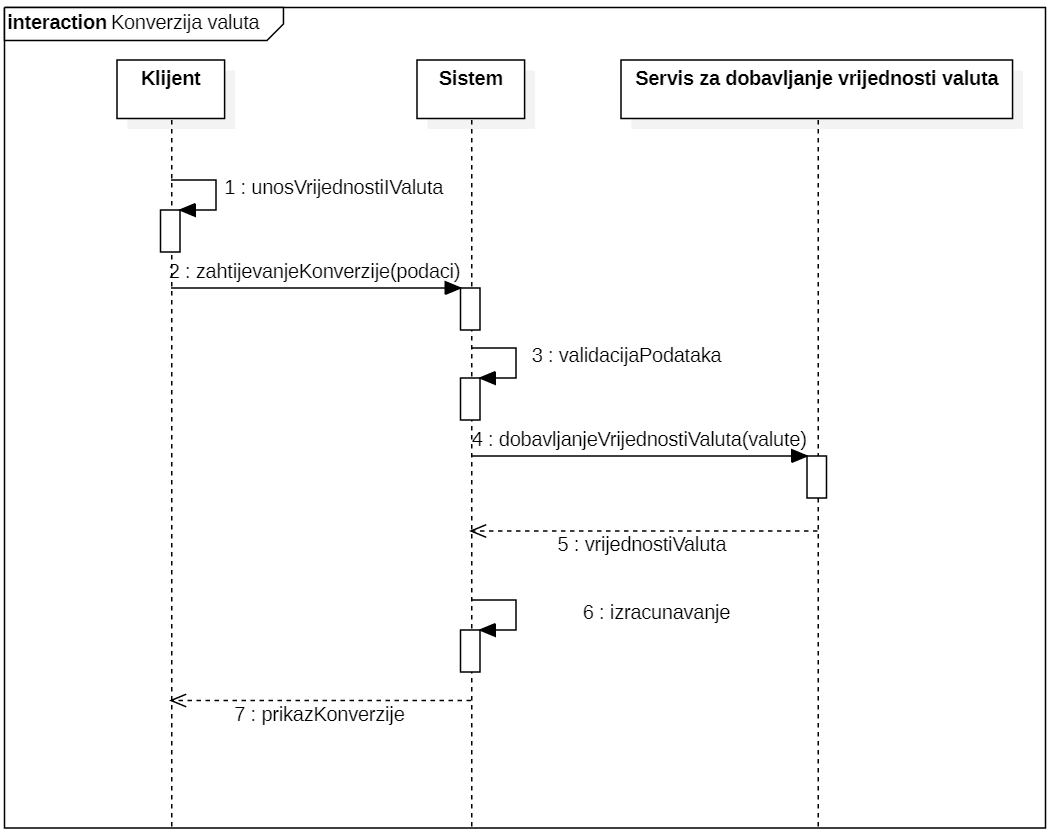 interaction Konverzija valuta
Klijent
Sistem
Servis za dobavljanje vrijednosti valuta
1 : unosVrijednostiIValuta
2 : zahtijevanjeKonverzije(podaci)
3 : validacijaPodataka
4 : dobavljanjeVrijednostiValuta(valute)
5 : vrijednostiValuta
6 : izracunavanje
7 : prikazKonverzije